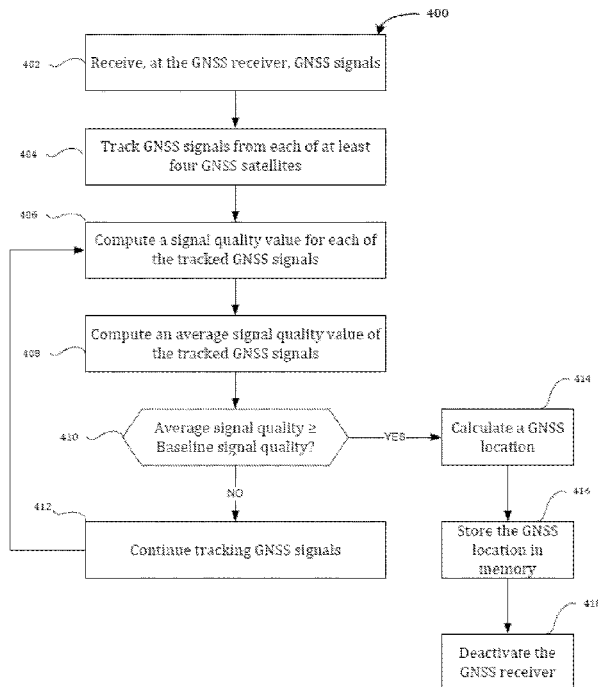 400
402
Receive, at the GNSS receiver, GNSS signals
404
Track GNSS signals from each of at least
four GNSS satellites
406
Compute a signal quality value for each of
the tracked GNSS signals
408
Compute an average signal quality value of
the tracked GNSS signals
410
Average signal quality ≥
Baseline signal quality?
YES
414
Calculate a GNSS
location
NO
412
Continue tracking GNSS signals
416
Store the GNSS
location in
memory
418
Deactivate the
GNSS receiver